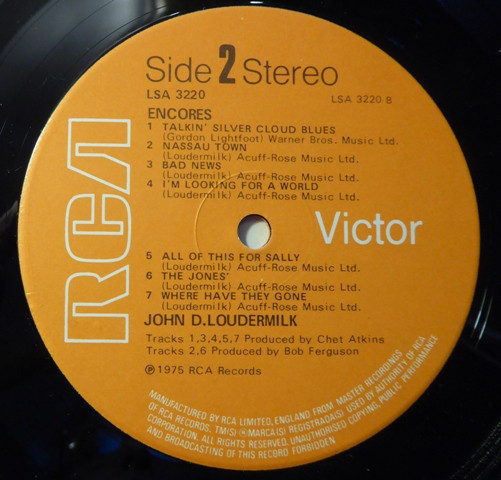 Side 2 Stereo
LSA 3220
LSA 3220 B
ENCORES
1 TALKIN' SILVER CLOUD BLUES
(Gordon Lightfoot) Warner Bros. Music Ltd.
2 NASSAU TOWN
(Loudermilk) Acuff-Rose Music Ltd.
3 BAD NEWS
(Loudermilk) Acuff-Rose Music Ltd.
4 I'M LOOKING FOR A WORLD
(Loudermilk) Acuff-Rose Music Ltd.
RCA
Victor
5 ALL OF THIS FOR SALLY
(Loudermilk) Acuff-Rose Music Ltd.
6 THE JONES'
(Loudermilk) Acuff-Rose Music Ltd.
7 WHERE HAVE THEY GONE
(Loudermilk) Acuff-Rose Music Ltd.
JOHN D.LOUDERMILK
Tracks 1,3,4,5,7 Produced by Chet Atkins
Tracks 2,6 Produced by Bob Ferguson
℗ 1975 RCA Records
MANUFACTURED BY RCA LIMITED, ENGLAND FROM MASTER RECORDINGS
OF RCA RECORDS. TM(S) ® MARCA(S) REGISTRADA(S) USED BY AUTHORITY OF RCA
CORPORATION. ALL RIGHTS RESERVED. UNAUTHORISED COPYING, PUBLIC PERFORMANCE
AND BROADCASTING OF THIS RECORD FORBIDDEN